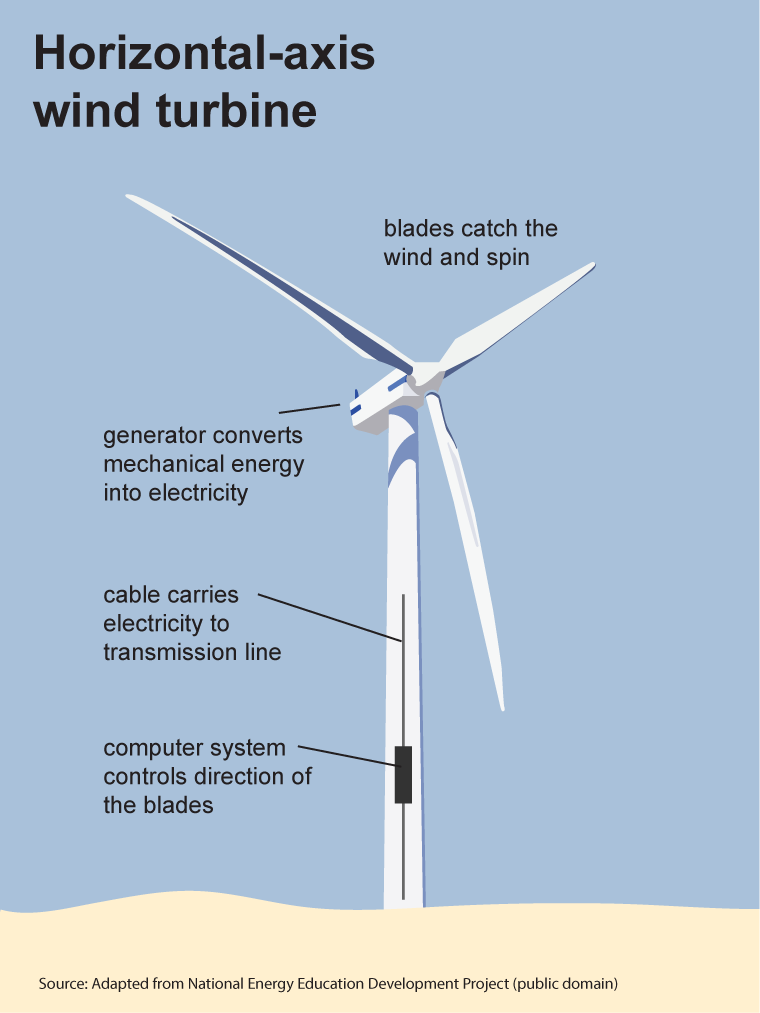 Horizontal-axis
wind turbine
blades catch the
wind and spin
generator converts
mechanical energy
into electricity
cable carries
electricity to
transmission line
computer system
controls direction of
the blades
Source: Adapted from National Energy Education Development Project (public domain)